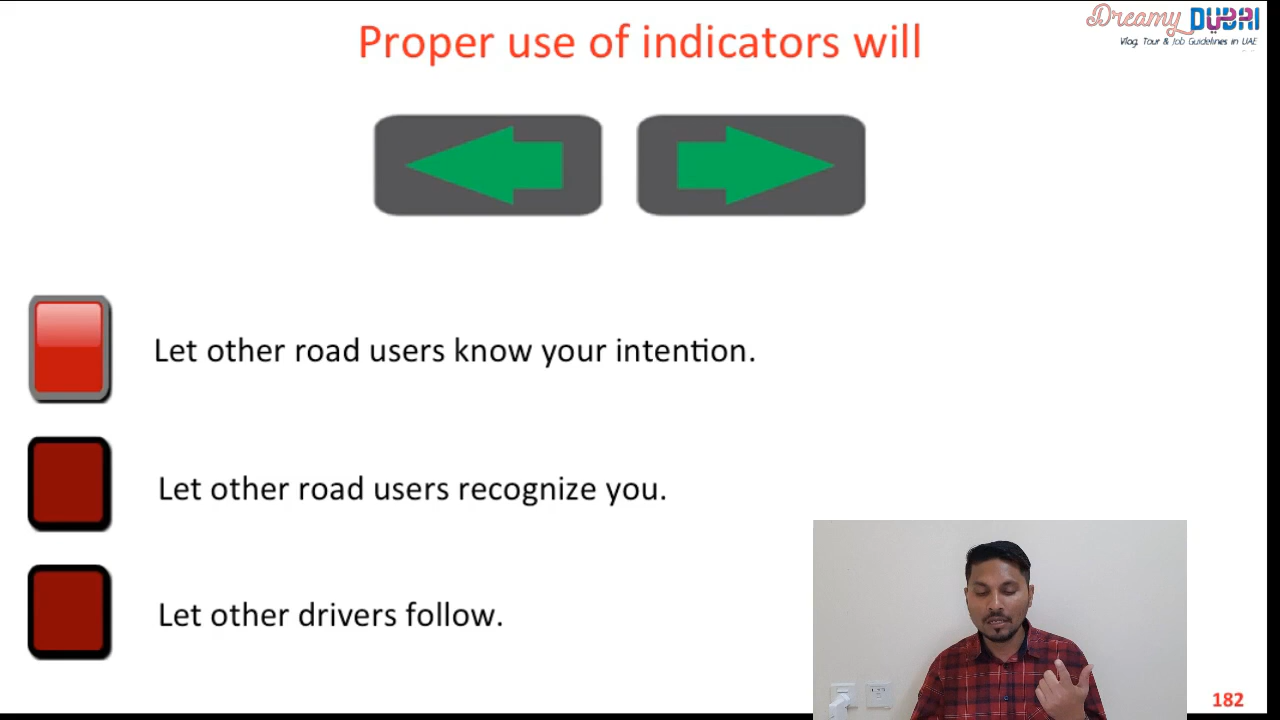 Dreamy DUBAI
Vlog, Tour & Job Guidelines in UAE
Proper use of indicators will
Let other road users know your intention.
Let other road users recognize you.
Let other drivers follow.
182